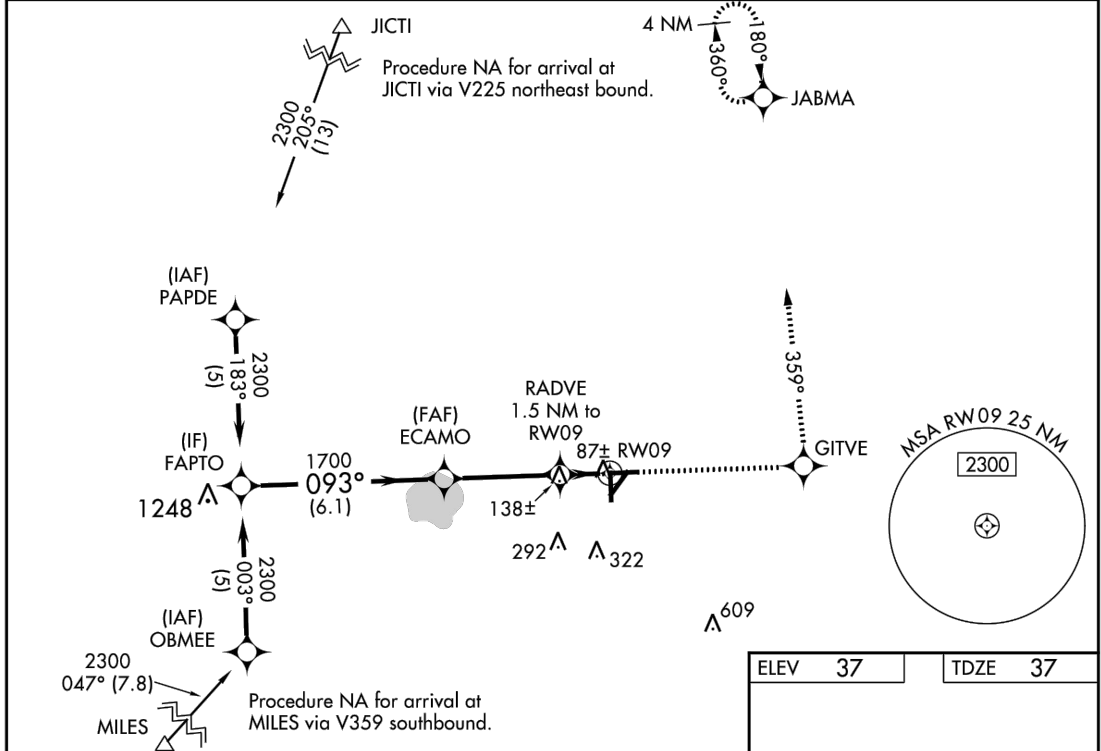 JICTI
Procedure NA for arrival at
JICTI via V225 northeast bound.
2300
205°
(13)
4 NM
360°
180°
JABMA
(IAF)
PAPDE
2300
183°
(5)
(IF)
FAPTO
1248
1700
093°
(6.1)
(FAF)
ECAMO
RADVE
1.5 NM to
RW09
87± RW09
138±
292
322
609
359°
GITVE
MSA RW09 25 NM
2300
2300
003°
(5)
(IAF)
OBMEE
2300
047° (7.8)
MILES
Procedure NA for arrival at
MILES via V359 southbound.
ELEV 37
TDZE 37